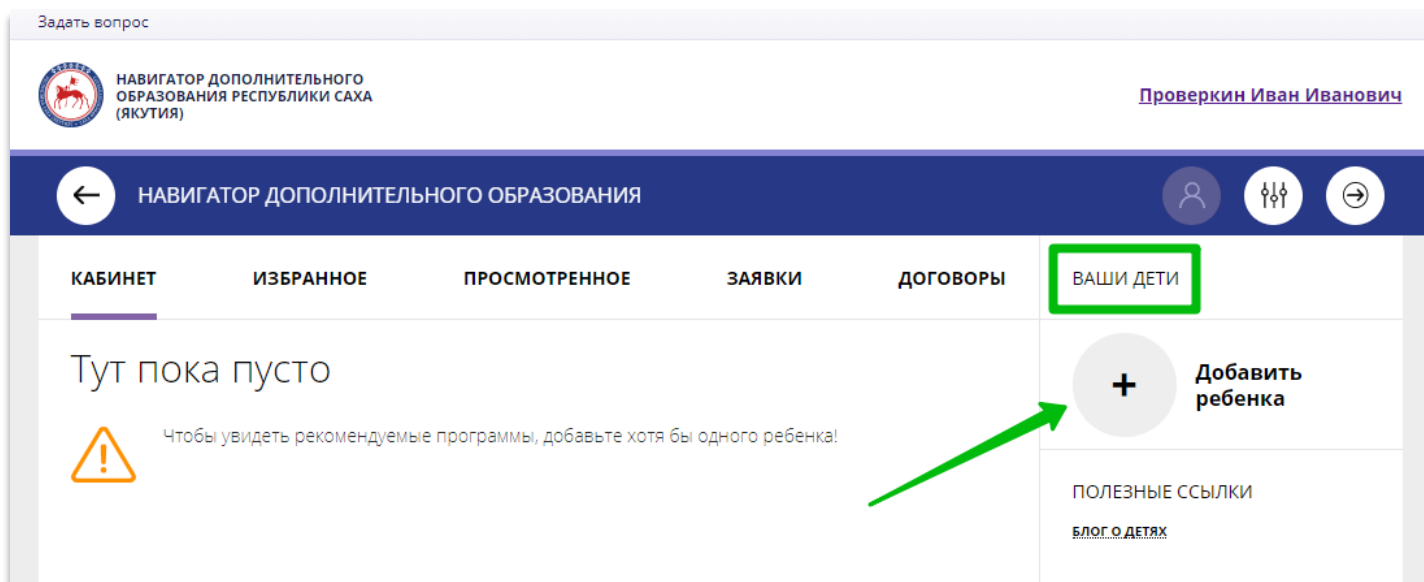 Задать вопрос
НАВИГАТОР ДОПОЛНИТЕЛЬНОГО
ОБРАЗОВАНИЯ РЕСПУБЛИКИ САХА
(ЯКУТИЯ)
Проверкин Иван Иванович
НАВИГАТОР ДОПОЛНИТЕЛЬНОГО ОБРАЗОВАНИЯ
КАБИНЕТ ИЗБРАННОЕ ПРОСМОТРЕННОЕ ЗАЯВКИ ДОГОВОРЫ ВАШИ ДЕТИ
Тут пока пусто
Чтобы увидеть рекомендуемые программы, добавьте хотя бы одного ребенка!
Добавить
ребенка
ПОЛЕЗНЫЕ ССЫЛКИ
БЛОГ О ДЕТЯХ